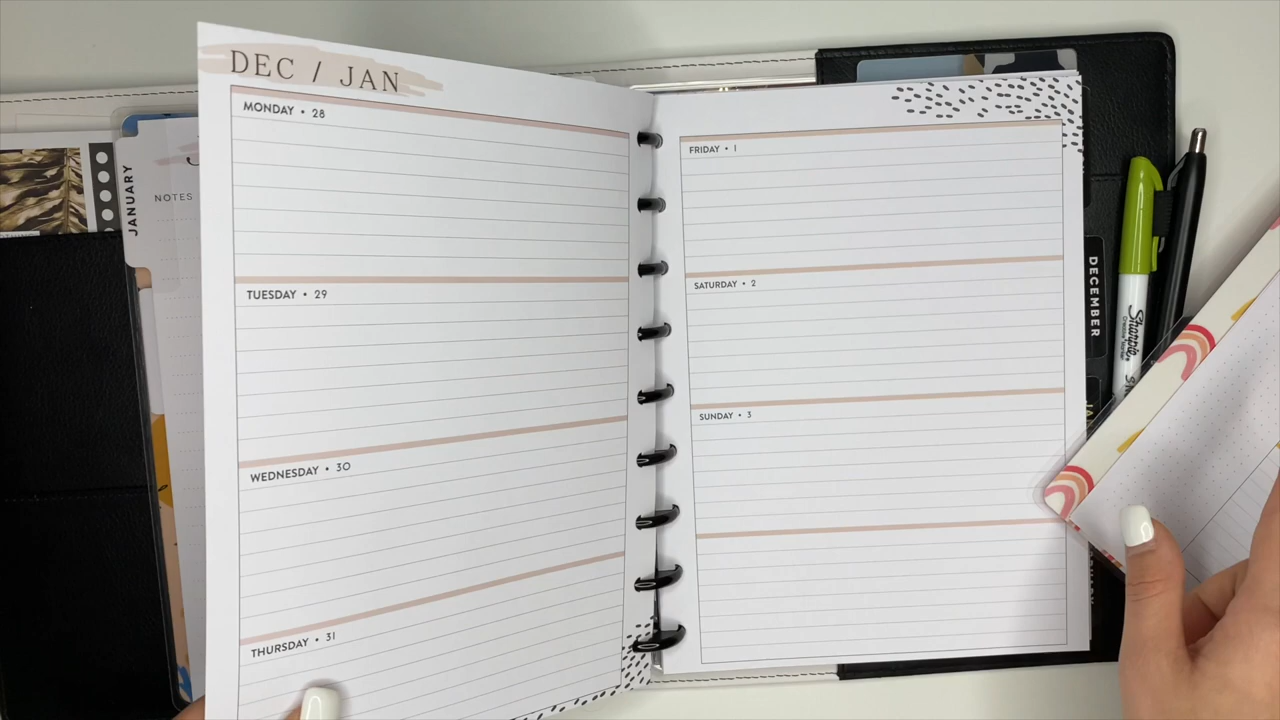 DEC / JAN
MONDAY • 28
TUESDAY • 29
WEDNESDAY • 30
THURSDAY • 31
FRIDAY • 1
SATURDAY • 2
SUNDAY • 3
JANUARY
NOTES
DECEMBER
Sharpie